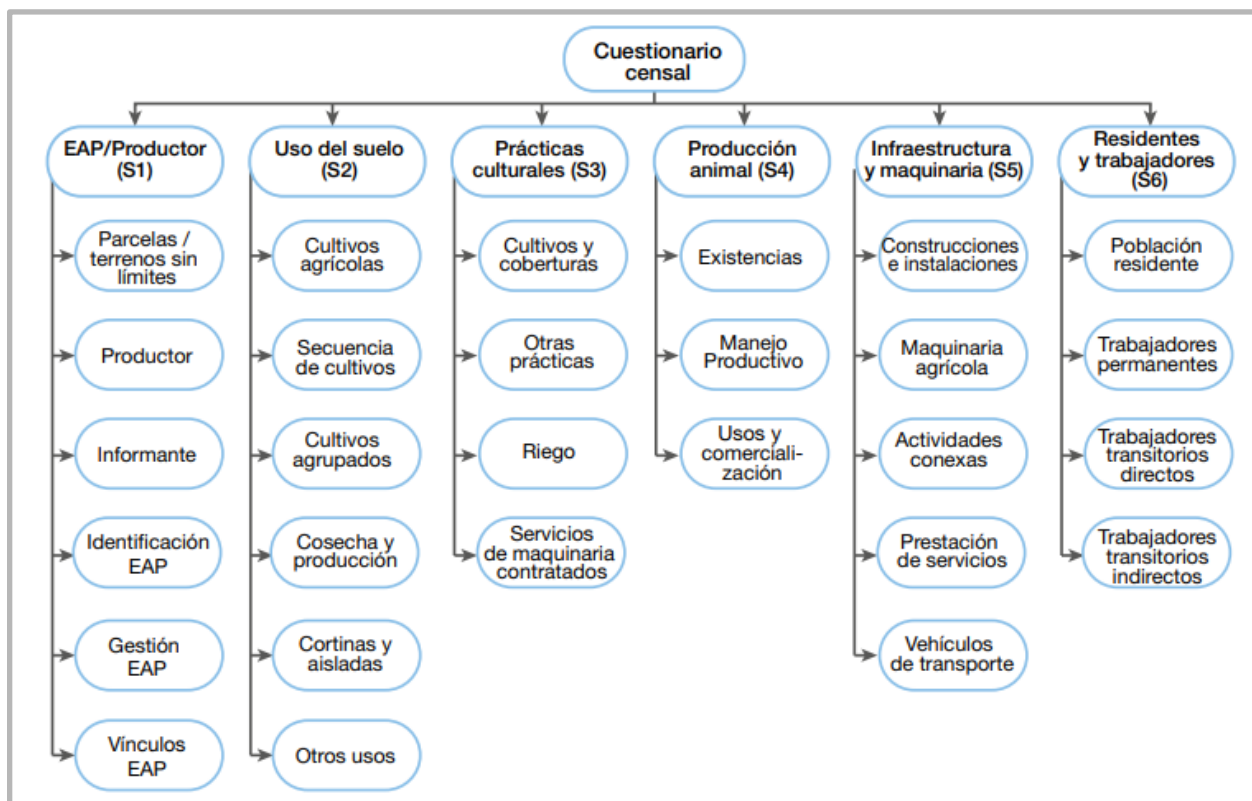 Cuestionario
censal
EAP/Productor
(S1)
Parcelas /
terrenos sin
límites
Productor
Informante
Identificación
EAP
Gestión
EAP
Vínculos
EAP
Uso del suelo
(S2)
Cultivos
agrícolas
Secuencia
de cultivos
Cultivos
agrupados
Cosecha y
producción
Cortinas y
aisladas
Otros usos
Prácticas
culturales (S3)
Cultivos y
coberturas
Otras
prácticas
Riego
Servicios
de maquinaria
contratados
Producción
animal (S4)
Existencias
Manejo
Productivo
Usos y
comerciali-
zación
Infraestructura
y maquinaria (S5)
Construcciones
e instalaciones
Maquinaria
agrícola
Actividades
conexas
Prestación
de servicios
Vehículos
de transporte
Residentes
y trabajadores
(S6)
Población
residente
Trabajadores
permanentes
Trabajadores
transitorios
directos
Trabajadores
transitorios
indirectos